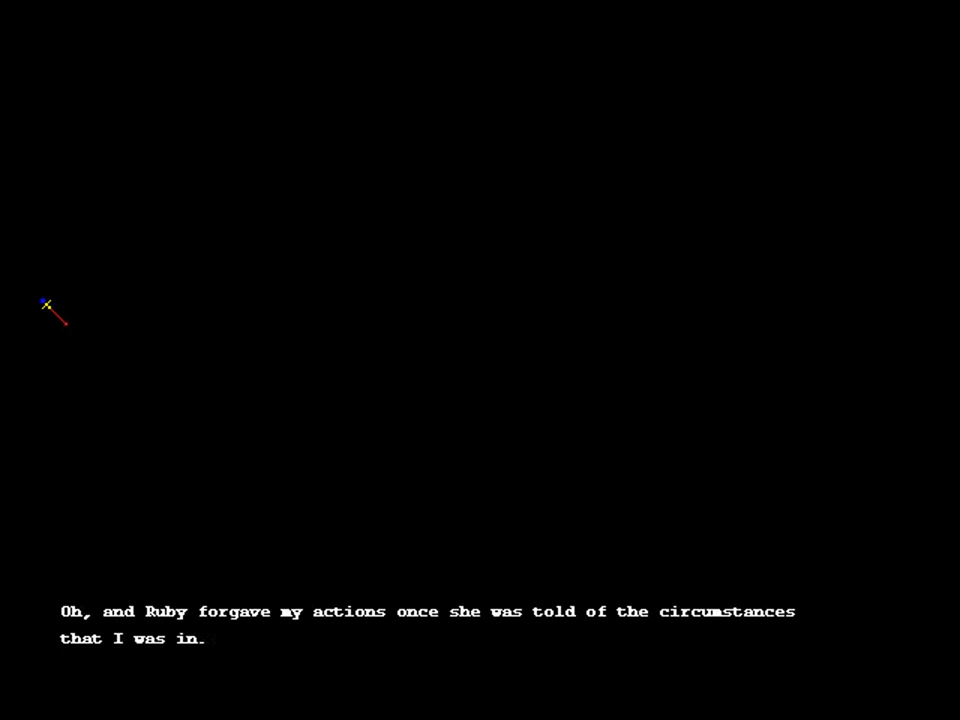 Oh, and Ruby forgave my actions once she was told of the circumstances
that I was in.